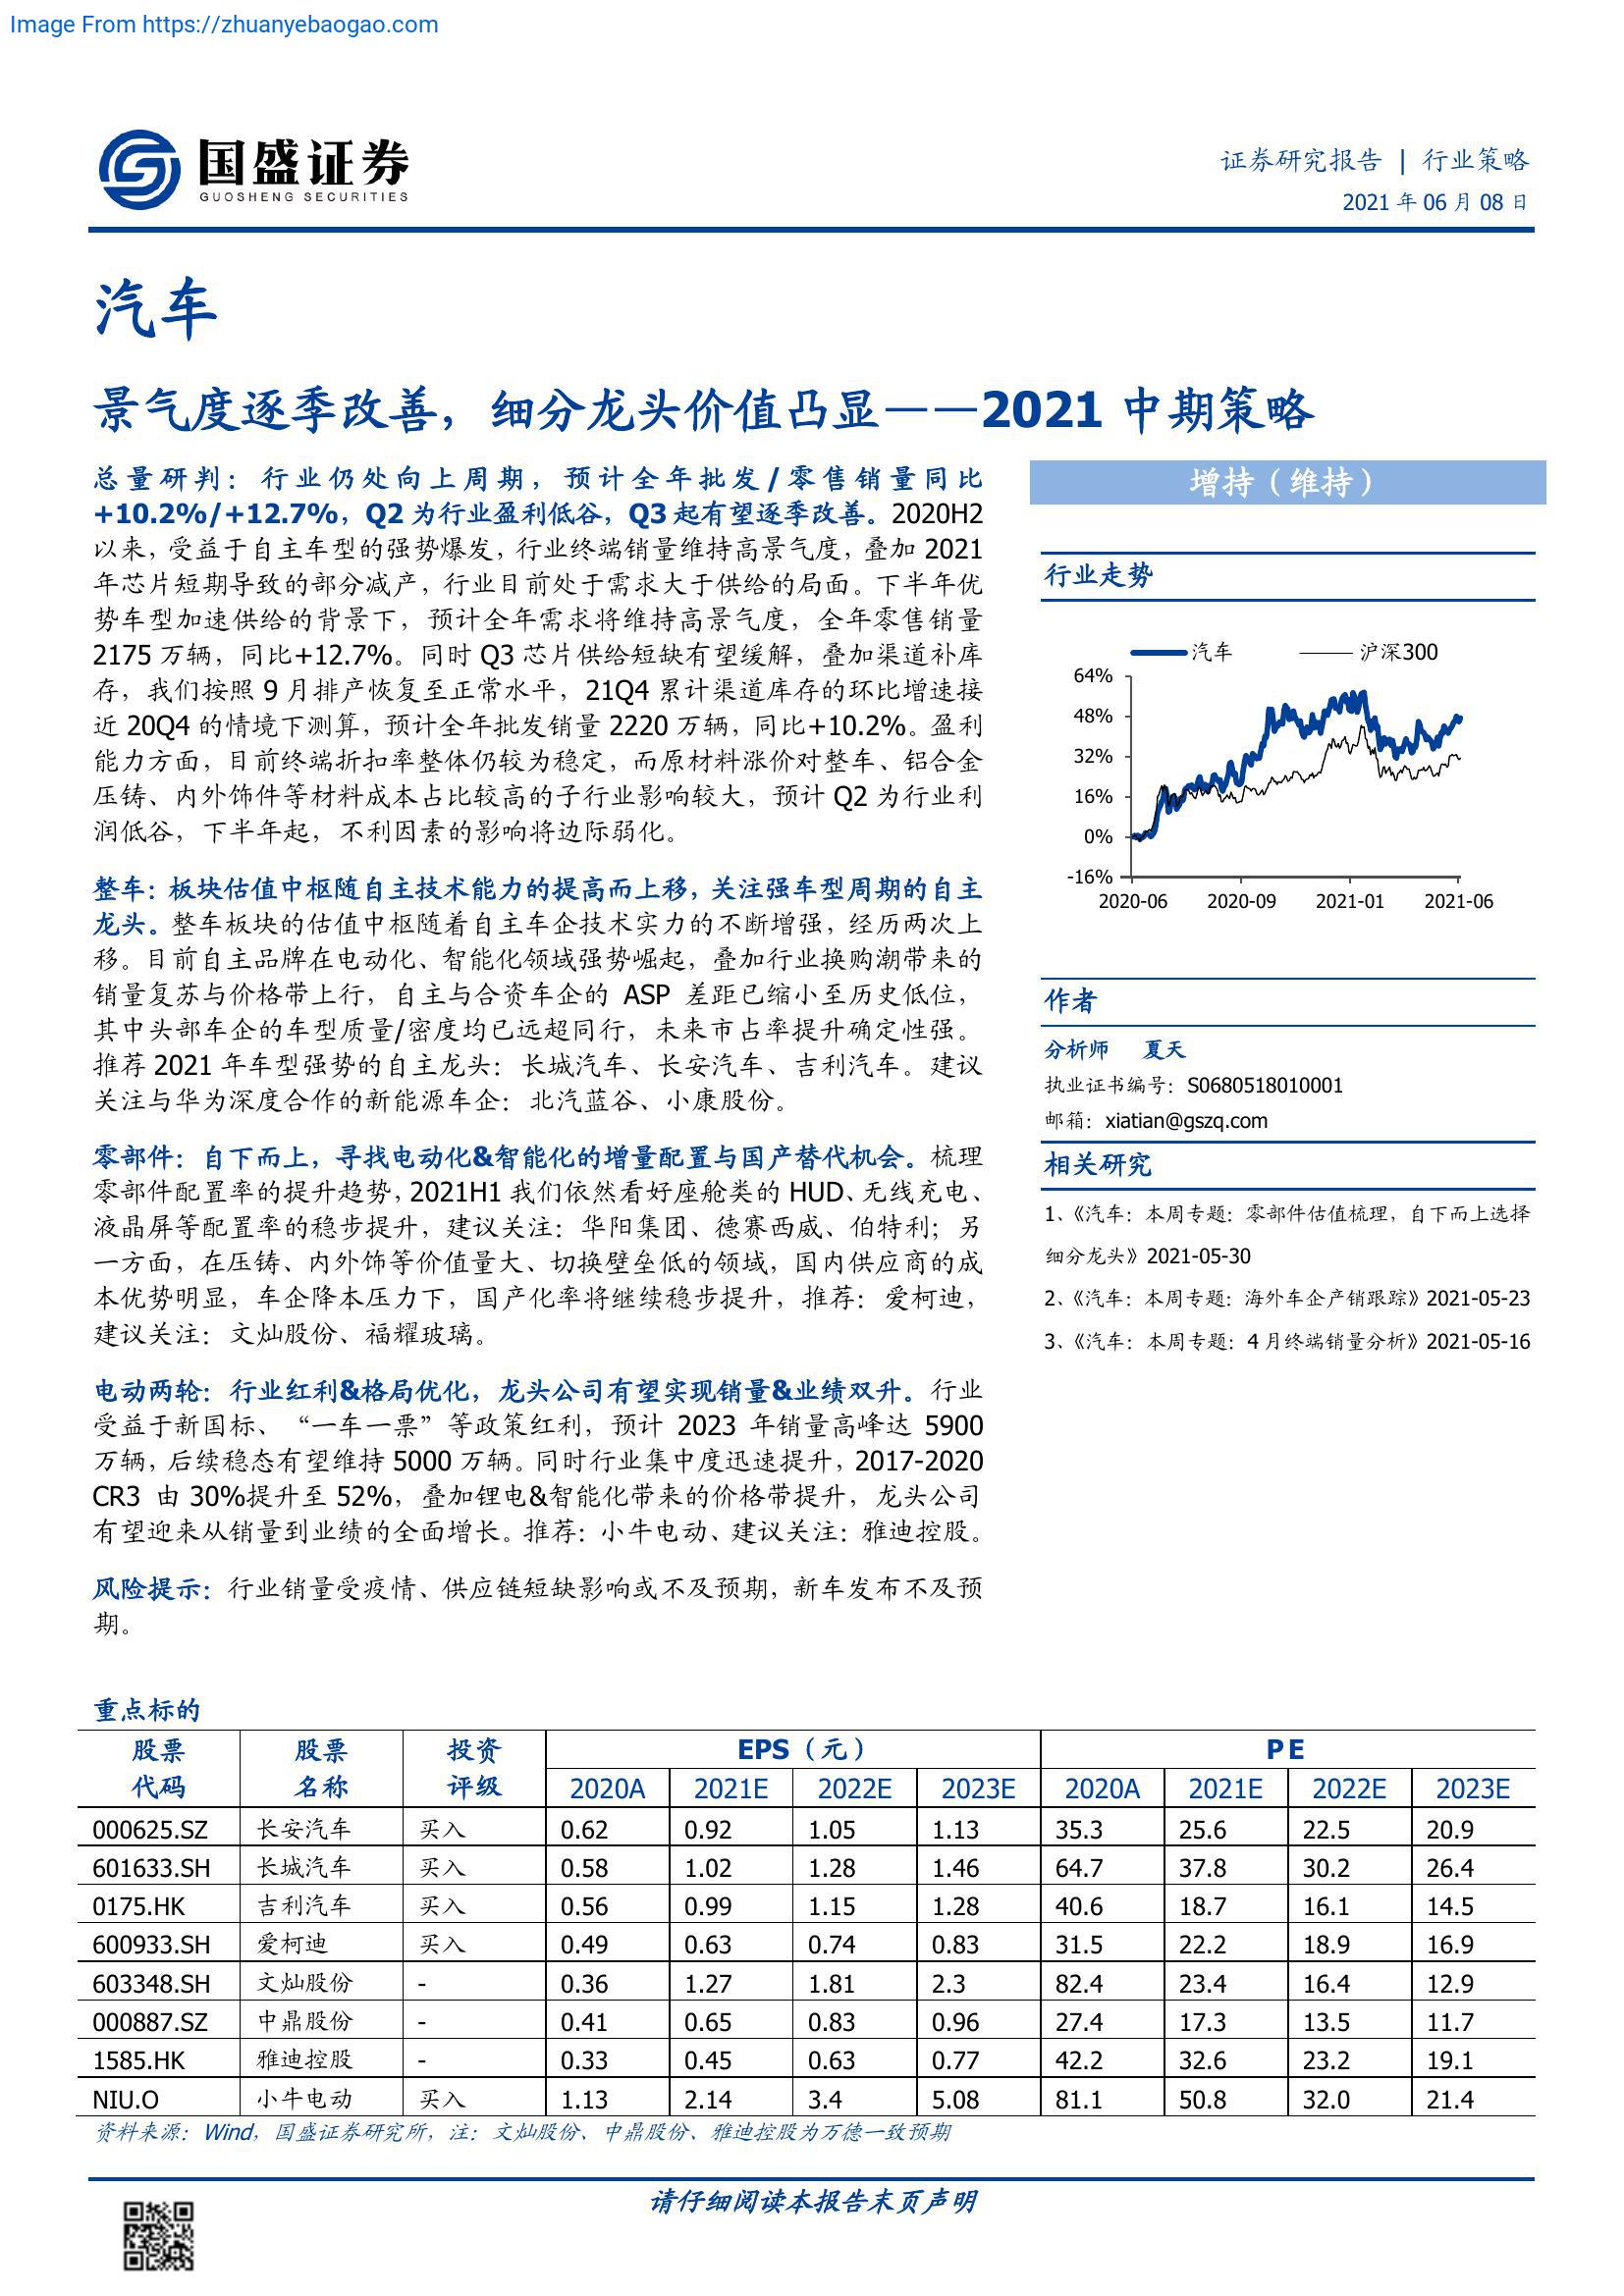 Image From https://zhuanyebaogao.com
国盛证券
GUOSHENG SECURITIES
证券研究报告 | 行业策略
2021 年 06 月 08 日
汽车
景气度逐季改善，细分龙头价值凸显——2021 中期策略
总量研判：行业仍处向上周期，预计全年批发/零售销量同比
+10.2%/+12.7%，Q2 为行业盈利低谷，Q3 起有望逐季改善。2020H2
以来，受益于自主车型的强势爆发，行业终端销量维持高景气度，叠加 2021
年芯片短期导致的部分减产，行业目前处于需求大于供给的局面。下半年优
势车型加速供给的背景下，预计全年需求将维持高景气度，全年零售销量
2175 万辆，同比+12.7%。同时 Q3 芯片供给短缺有望缓解，叠加渠道补库
存，我们按照 9 月排产恢复至正常水平，21Q4 累计渠道库存的环比增速接
近 20Q4 的情境下测算，预计全年批发销量 2220 万辆，同比+10.2%。盈利
能力方面，目前终端折扣率整体仍较为稳定，而原材料涨价对整车、铝合金
压铸、内外饰件等材料成本占比较高的子行业影响较大，预计 Q2 为行业利
润低谷，下半年起，不利因素的影响将边际弱化。
整车：板块估值中枢随自主技术能力的提高而上移，关注强车型周期的自主
龙头。整车板块的估值中枢随着自主车企技术实力的不断增强，经历两次上
移。目前自主品牌在电动化、智能化领域强势崛起，叠加行业换购潮带来的
销量复苏与价格带上行，自主与合资车企的 ASP 差距已缩小至历史低位，
其中头部车企的车型质量/密度均已远超同行，未来市占率提升确定性强。
推荐 2021 年车型强势的自主龙头：长城汽车、长安汽车、吉利汽车。建议
关注与华为深度合作的新能源车企：北汽蓝谷、小康股份。
零部件：自下而上，寻找电动化&智能化的增量配置与国产替代机会。梳理
零部件配置率的提升趋势，2021H1 我们依然看好座舱类的 HUD、无线充电、
液晶屏等配置率的稳步提升，建议关注：华阳集团、德赛西威、伯特利；另
一方面，在压铸、内外饰等价值量大、切换壁垒低的领域，国内供应商的成
本优势明显，车企降本压力下，国产化率将继续稳步提升，推荐：爱柯迪，
建议关注：文灿股份、福耀玻璃。
电动两轮：行业红利&格局优化，龙头公司有望实现销量&业绩双升。行业
受益于新国标、“一车一票”等政策红利，预计 2023 年销量高峰达 5900
万辆，后续稳态有望维持 5000 万辆。同时行业集中度迅速提升，2017-2020
CR3 由 30%提升至 52%，叠加锂电&智能化带来的价格带提升，龙头公司
有望迎来从销量到业绩的全面增长。推荐：小牛电动、建议关注：雅迪控股。
风险提示：行业销量受疫情、供应链短缺影响或不及预期，新车发布不及预
期。
增持（维持）
行业走势
汽车 沪深300
64%
48%
32%
16%
0%
-16%
2020-06 2020-09 2021-01 2021-06
作者
分析师 夏天
执业证书编号：S0680518010001
邮箱：xiatian@gszq.com
相关研究
1、《汽车：本周专题：零部件估值梳理，自下而上选择
细分龙头》2021-05-30
2、《汽车：本周专题：海外车企产销跟踪》2021-05-23
3、《汽车：本周专题：4 月终端销量分析》2021-05-16
重点标的
股票 股票 投资 EPS（元） P E
代码 名称 评级 2020A 2021E 2022E 2023E 2020A 2021E 2022E 2023E
000625.SZ 长安汽车 买入 0.62 0.92 1.05 1.13 35.3 25.6 22.5 20.9
601633.SH 长城汽车 买入 0.58 1.02 1.28 1.46 64.7 37.8 30.2 26.4
0175.HK 吉利汽车 买入 0.56 0.99 1.15 1.28 40.6 18.7 16.1 14.5
600933.SH 爱柯迪 买入 0.49 0.63 0.74 0.83 31.5 22.2 18.9 16.9
603348.SH 文灿股份 - 0.36 1.27 1.81 2.3 82.4 23.4 16.4 12.9
000887.SZ 中鼎股份 - 0.41 0.65 0.83 0.96 27.4 17.3 13.5 11.7
1585.HK 雅迪控股 - 0.33 0.45 0.63 0.77 42.2 32.6 23.2 19.1
NIU.O 小牛电动 买入 1.13 2.14 3.4 5.08 81.1 50.8 32.0 21.4
资料来源：Wind，国盛证券研究所，注：文灿股份、中鼎股份、雅迪控股为万德一致预期
请仔细阅读本报告末页声明